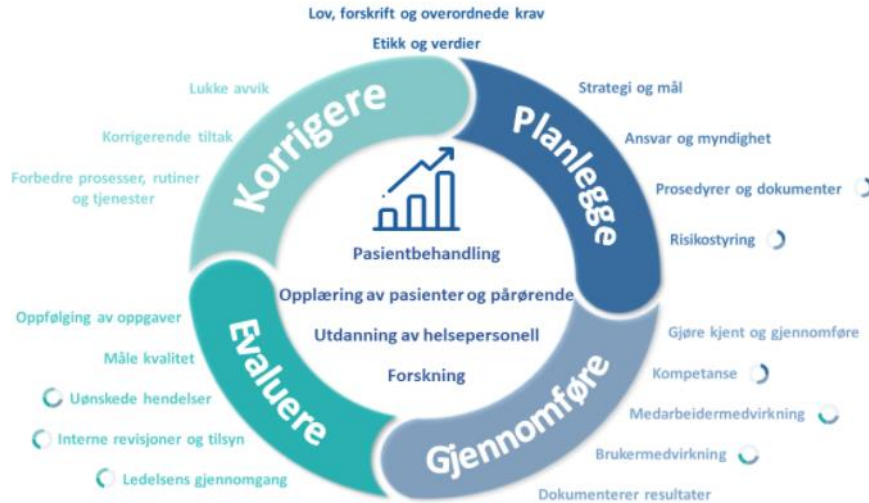 Lov, forskrift og overordnede krav
Etikk og verdier
Planlegge
Strategi og mål
Ansvar og myndighet
Prosedyrer og dokumenter
Risikostyring
Gjennomføre
Gjøre kjent og gjennomføre
Kompetanse
Medarbeidermedvirkning
Brukermedvirkning
Dokumenterer resultater
Evaluere
Oppfølging av oppgaver
Måle kvalitet
Uønskede hendelser
Interne revisjoner og tilsyn
Ledelsens gjennomgang
Korrigere
Lukke avvik
Korrigerende tiltak
Forbedre prosesser, rutiner
og tjenester
Pasientbehandling
Opplæring av pasienter og pårørende
Utdanning av helsepersonell
Forskning